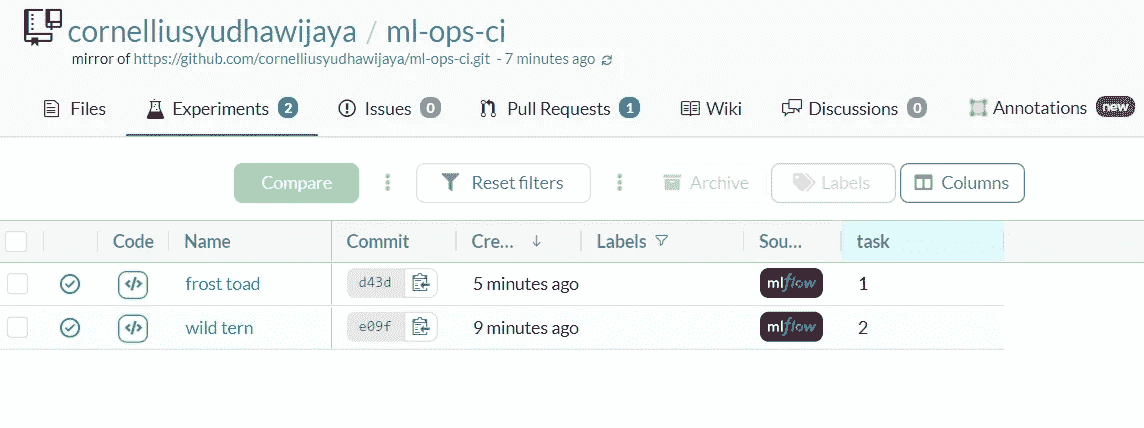 cornelliusyudhawijaya / ml-ops-ci
mirror of https://github.com/cornelliusyudhawijaya/ml-ops-ci.git - 7 minutes ago
Files Experiments 2 Issues 0 Pull Requests 1 Wiki Discussions 0 Annotations new
Compare Reset filters Archive Labels Columns
Code Name Commit Cre... ↓ Labels Sou... task
frost toad d43d 5 minutes ago mlflow 1
wild tern e09f 9 minutes ago mlflow 2